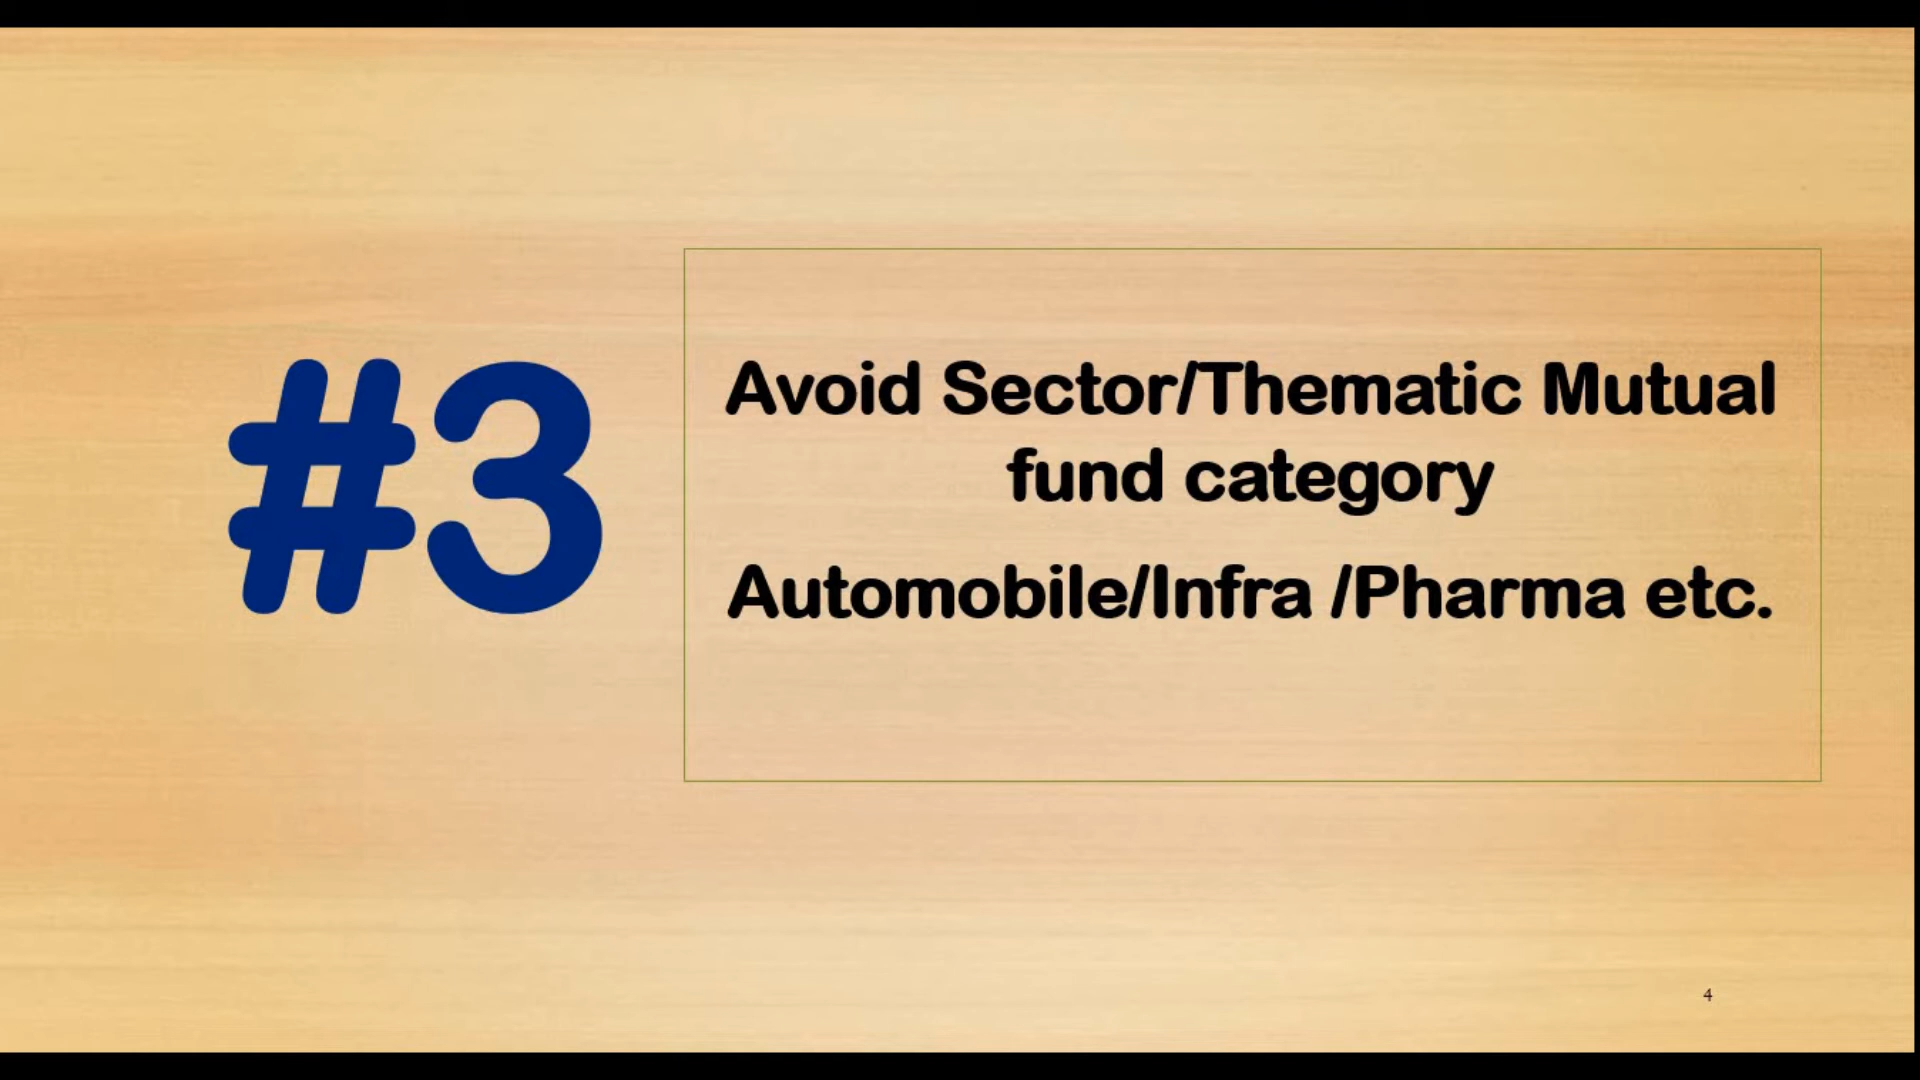 #3
Avoid Sector/Thematic Mutual
fund category
Automobile/Infra /Pharma etc.
4